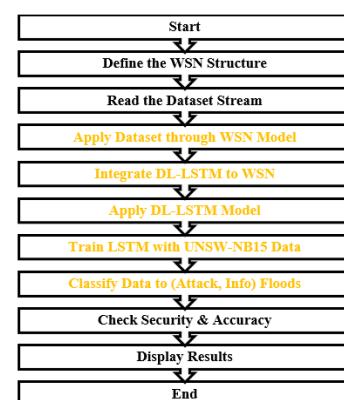 Start
Define the WSN Structure
Read the Dataset Stream
Apply Dataset through WSN Model
Integrate DL-LSTM to WSN
Apply DL-LSTM Model
Train LSTM with UNSW-NB15 Data
Classify Data to (Attack, Info) Floods
Check Security & Accuracy
Display Results
End